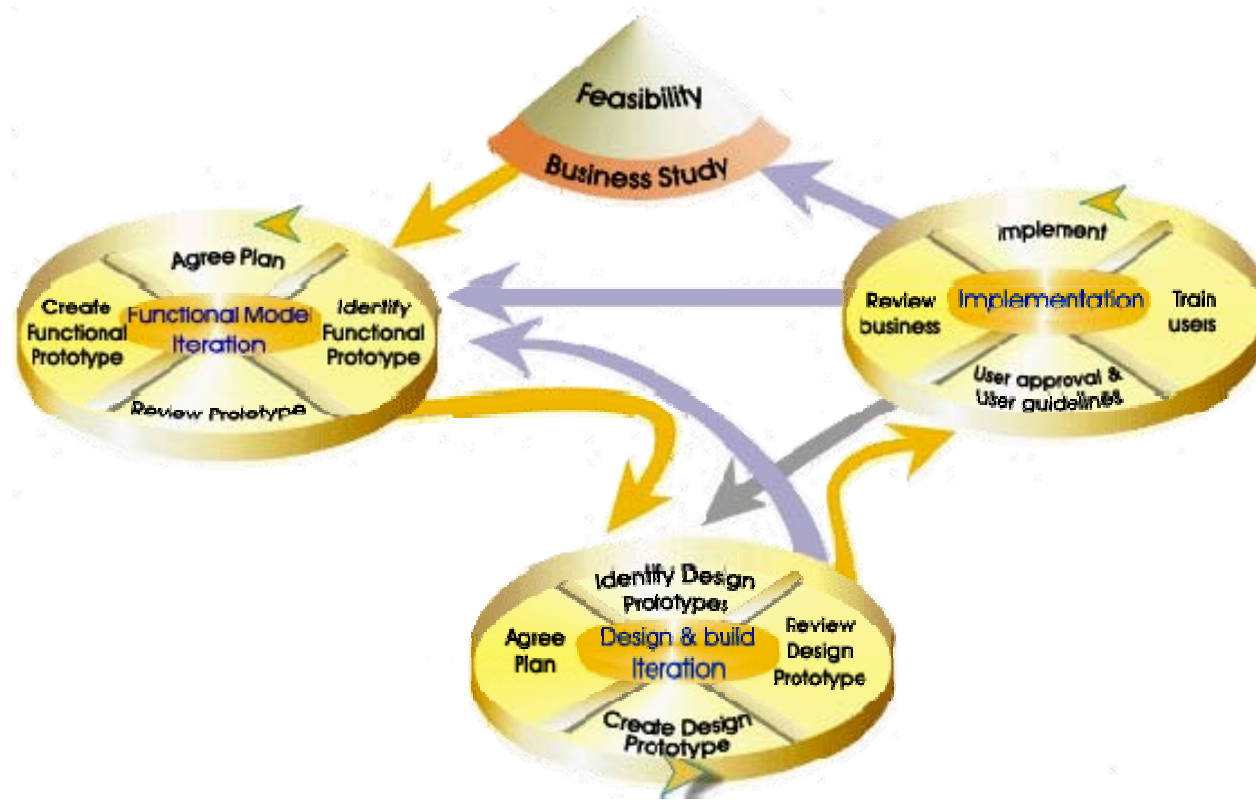 Feasibility
Business Study
Agree Plan
Create
Functional
Prototype
Functional Model
Iteration
Identify
Functional
Prototype
Review Prototype
Implement
Review
business
Implementation
Train
users
User approval &
User guidelines
Identify Design
Prototypes
Agree
Plan
Design & build
Iteration
Review
Design
Prototype
Create Design
Prototype